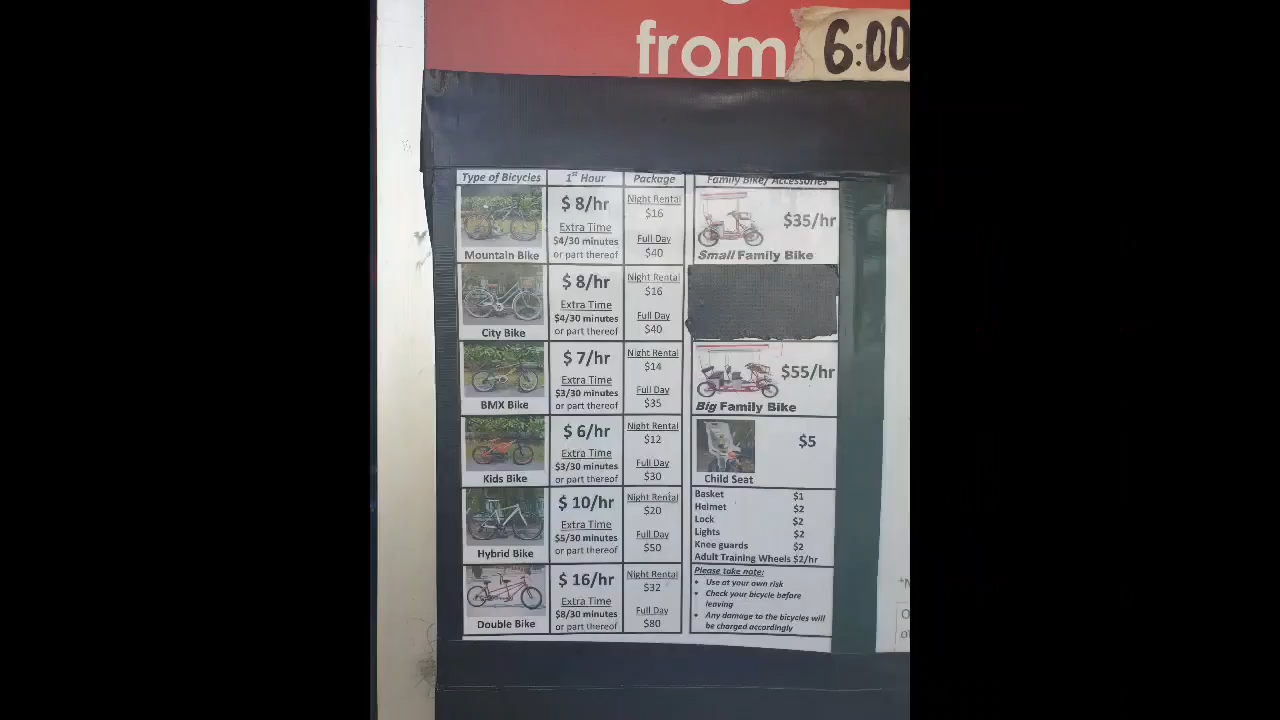 from 6:00
Type of Bicycles 1st Hour Package
$ 8/hr
Extra Time
$4/30 minutes
or part thereof
Night Rental
$16
Full Day
$40
Mountain Bike
$ 8/hr
Extra Time
$4/30 minutes
or part thereof
Night Rental
$16
Full Day
$40
City Bike
$ 7/hr
Extra Time
$3/30 minutes
or part thereof
Night Rental
$14
Full Day
$35
BMX Bike
$ 6/hr
Extra Time
$3/30 minutes
or part thereof
Night Rental
$12
Full Day
$30
Kids Bike
$ 10/hr
Extra Time
$5/30 minutes
or part thereof
Night Rental
$20
Full Day
$50
Hybrid Bike
$ 16/hr
Extra Time
$8/30 minutes
or part thereof
Night Rental
$32
Full Day
$80
Double Bike
Family Bike/ Accessories
$35/hr
Small Family Bike
$55/hr
Big Family Bike
$5
Child Seat
Basket $1
Helmet $2
Lock $2
Lights $2
Knee guards $2
Adult Training Wheels $2/hr
Please take note:
• Use at your own risk
• Check your bicycle before
leaving
• Any damage to the bicycles will
be charged accordingly